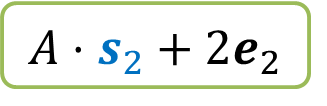 A · s₂ + 2e₂